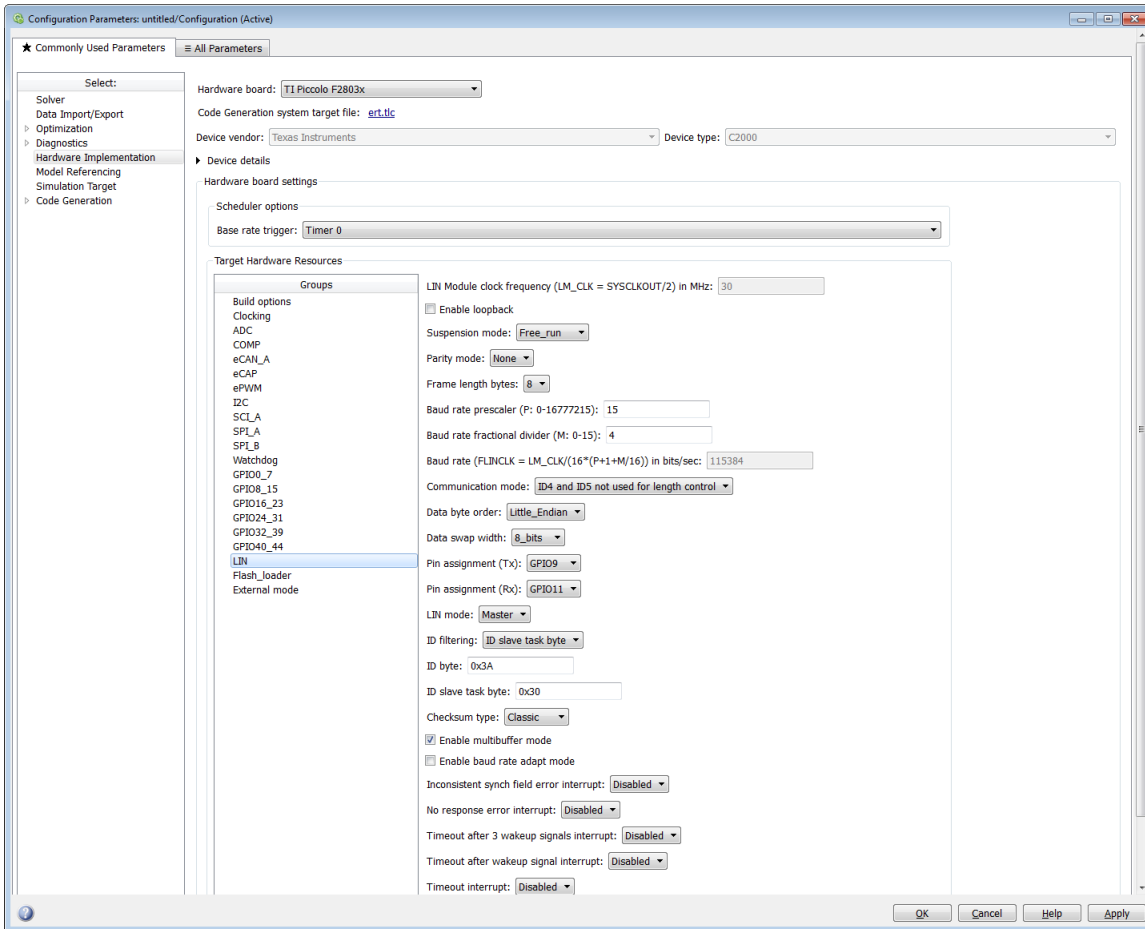 Configuration Parameters: untitled/Configuration (Active)
★ Commonly Used Parameters
≡ All Parameters
Select:
Solver
Data Import/Export
Optimization
Diagnostics
Hardware Implementation
Model Referencing
Simulation Target
Code Generation
Hardware board: TI Piccolo F2803x
Code Generation system target file: ert.tlc
Device vendor: Texas Instruments Device type: C2000
Device details
Hardware board settings
Scheduler options
Base rate trigger: Timer 0
Target Hardware Resources
Groups
Build options
Clocking
ADC
COMP
eCAN_A
eCAP
ePWM
I2C
SCI_A
SPI_A
SPI_B
Watchdog
GPIO0_7
GPIO8_15
GPIO16_23
GPIO24_31
GPIO32_39
GPIO40_44
LIN
Flash_loader
External mode
LIN Module clock frequency (LM_CLK = SYSCLKOUT/2) in MHz: 30
Enable loopback
Suspension mode: Free_run
Parity mode: None
Frame length bytes: 8
Baud rate prescaler (P: 0-16777215): 15
Baud rate fractional divider (M: 0-15): 4
Baud rate (FLINCLK = LM_CLK/(16*(P+1+M/16)) in bits/sec: 115384
Communication mode: ID4 and ID5 not used for length control
Data byte order: Little_Endian
Data swap width: 8_bits
Pin assignment (Tx): GPIO9
Pin assignment (Rx): GPIO11
LIN mode: Master
ID filtering: ID slave task byte
ID byte: 0x3A
ID slave task byte: 0x30
Checksum type: Classic
Enable multibuffer mode
Enable baud rate adapt mode
Inconsistent synch field error interrupt: Disabled
No response error interrupt: Disabled
Timeout after 3 wakeup signals interrupt: Disabled
Timeout after wakeup signal interrupt: Disabled
Timeout interrupt: Disabled
OK Cancel Help Apply